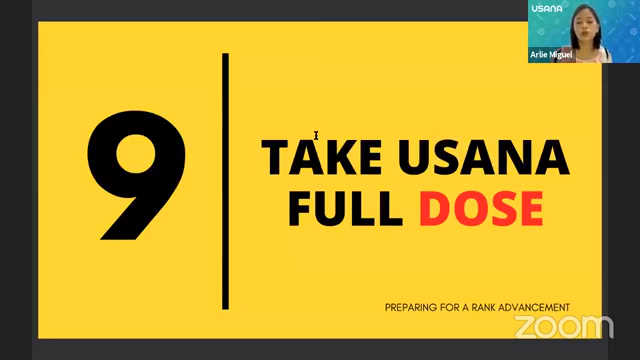 USANA
Arlie Miguel
9
TAKE USANA
FULL DOSE
PREPARING FOR A RANK ADVANCEMENT
zoom